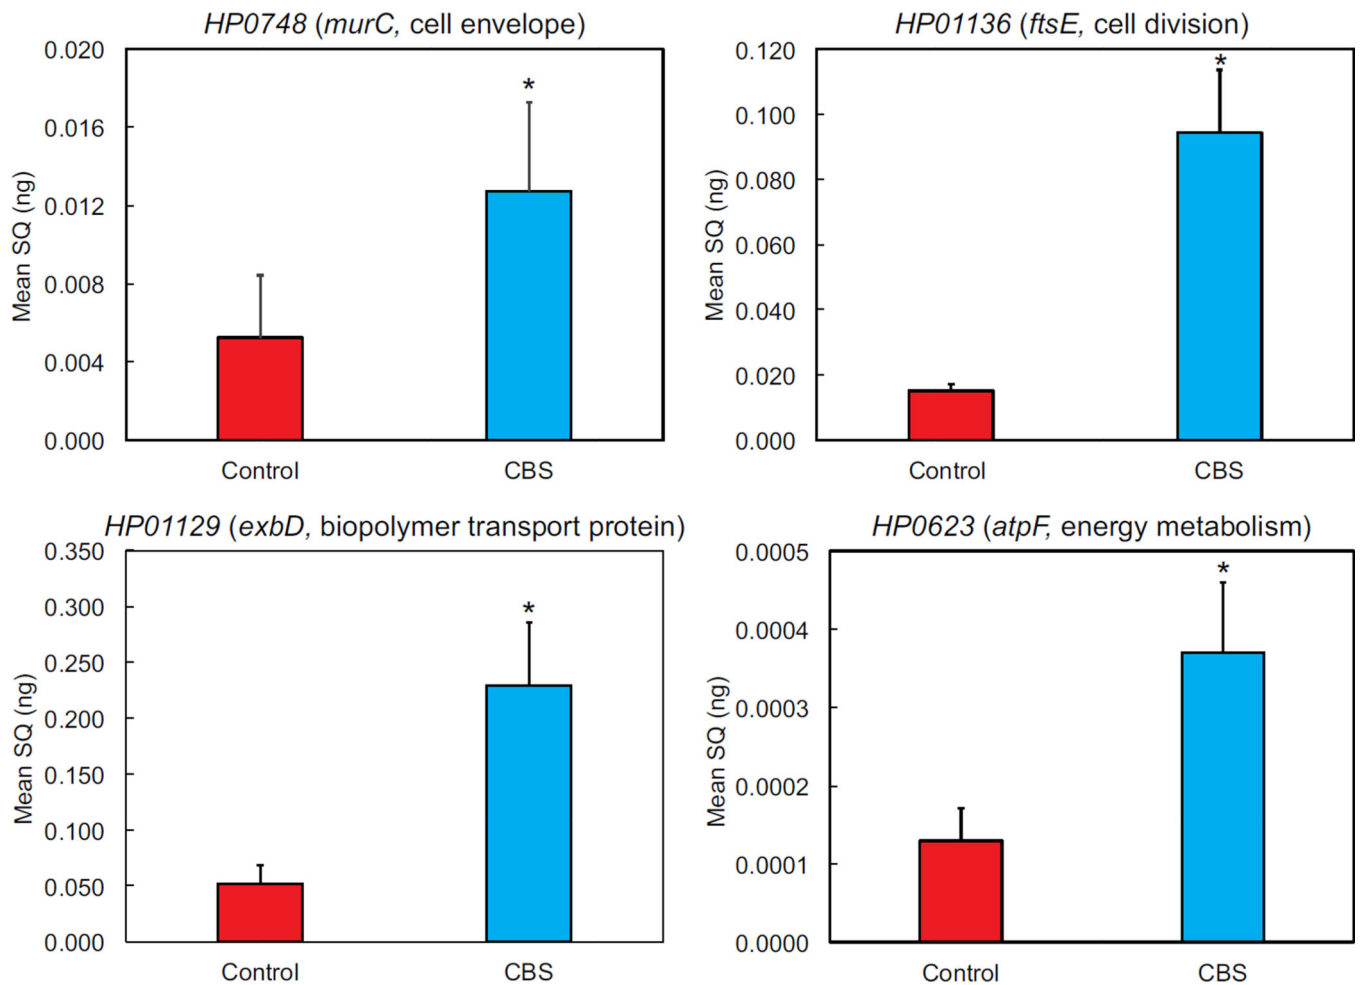 HP0748 (murC, cell envelope)
Mean SQ (ng)
0.020
0.016
0.012
0.008
0.004
0.000
*
Control
CBS
HP01136 (ftsE, cell division)
Mean SQ (ng)
0.120
0.100
0.080
0.060
0.040
0.020
0.000
*
Control
CBS
HP01129 (exbD, biopolymer transport protein)
Mean SQ (ng)
0.350
0.300
0.250
0.200
0.150
0.100
0.050
0.000
*
Control
CBS
HP0623 (atpF, energy metabolism)
Mean SQ (ng)
0.0005
0.0004
0.0003
0.0002
0.0001
0.0000
*
Control
CBS